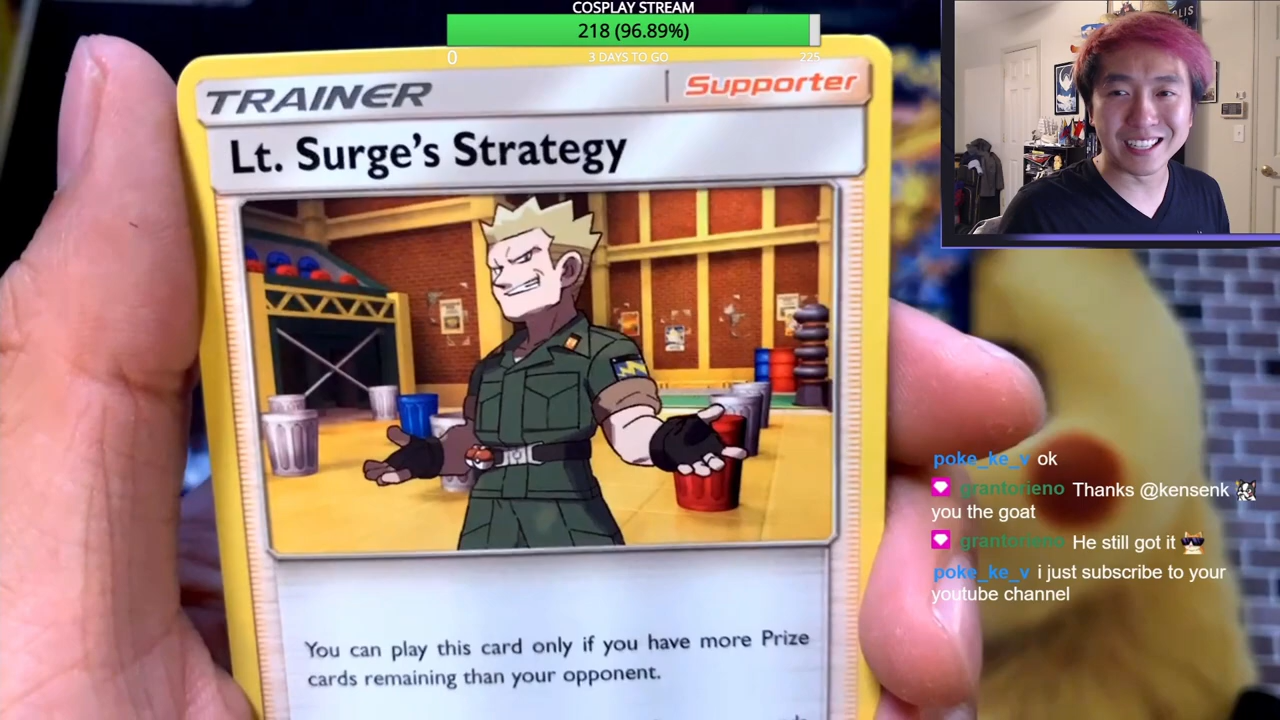 COSPLAY STREAM
218 (96.89%)
0
3 DAYS TO GO
225
TRAINER
Supporter
Lt. Surge's Strategy
You can play this card only if you have more Prize
cards remaining than your opponent.
poke_ke_v ok
grantorieno Thanks @kensenk
you the goat
grantorieno He still got it
poke_ke_v i just subscribe to your
youtube channel